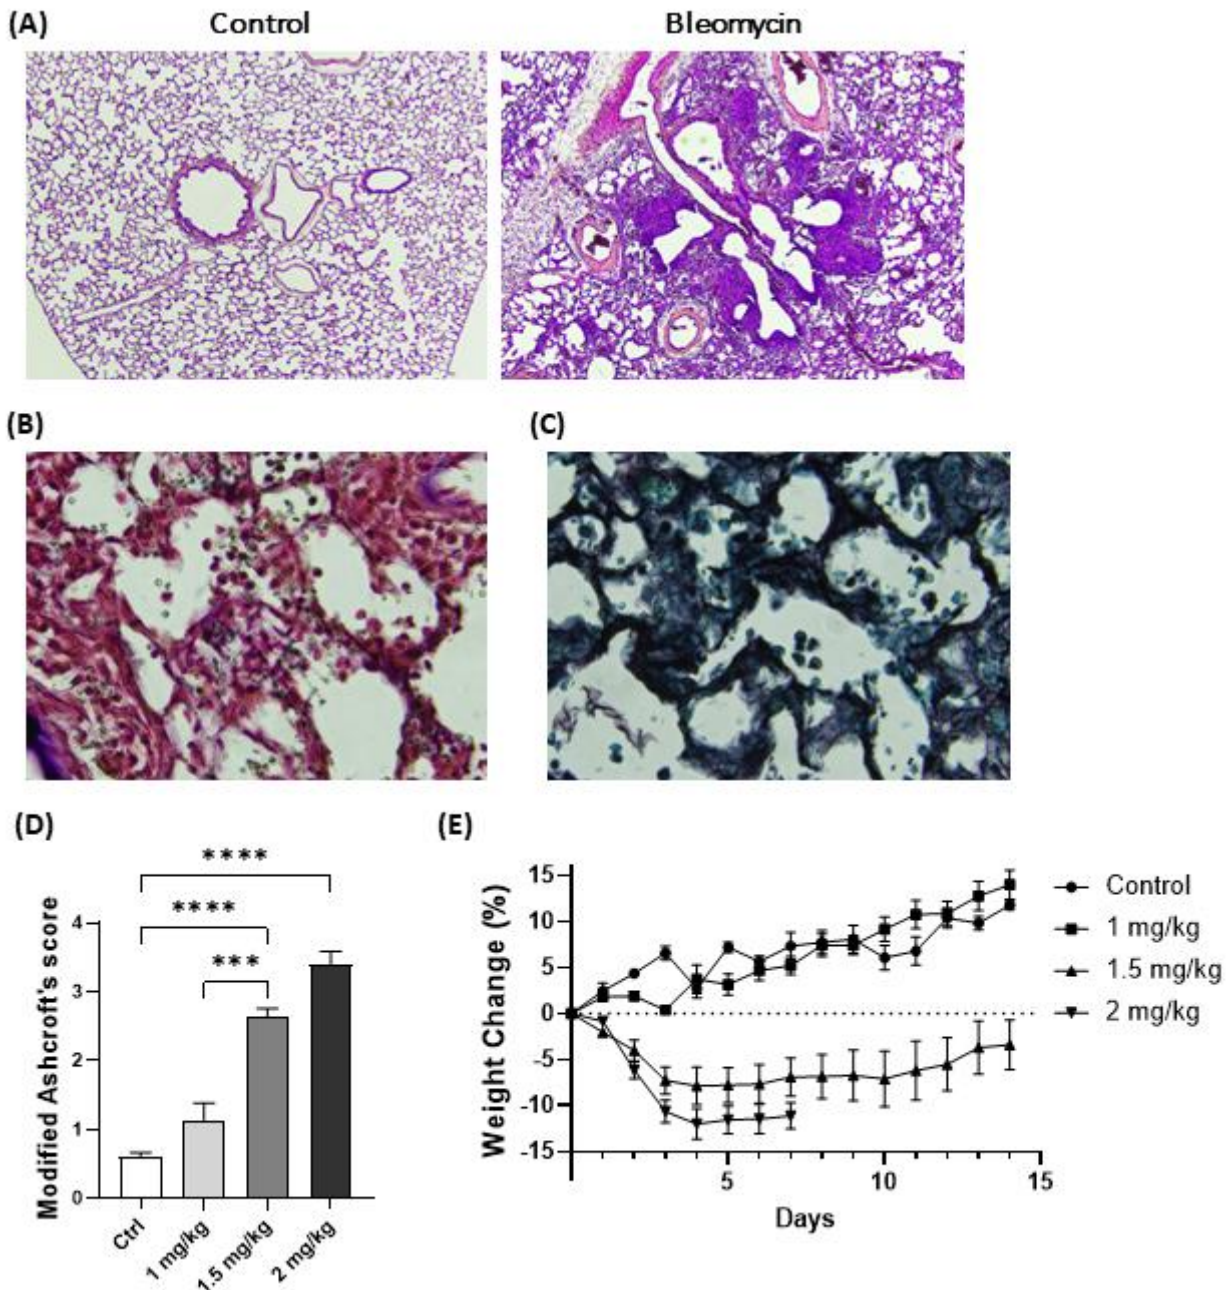 (A)
Control
Bleomycin
(B)
(C)
(D)
****
****
***
Modified Ashcroft's score
4
3
2
1
0
Ctrl
1 mg/kg
1.5 mg/kg
2 mg/kg
(E)
Weight Change (%)
15
10
5
0
-5
-10
-15
5
10
15
Days
Control
1 mg/kg
1.5 mg/kg
2 mg/kg